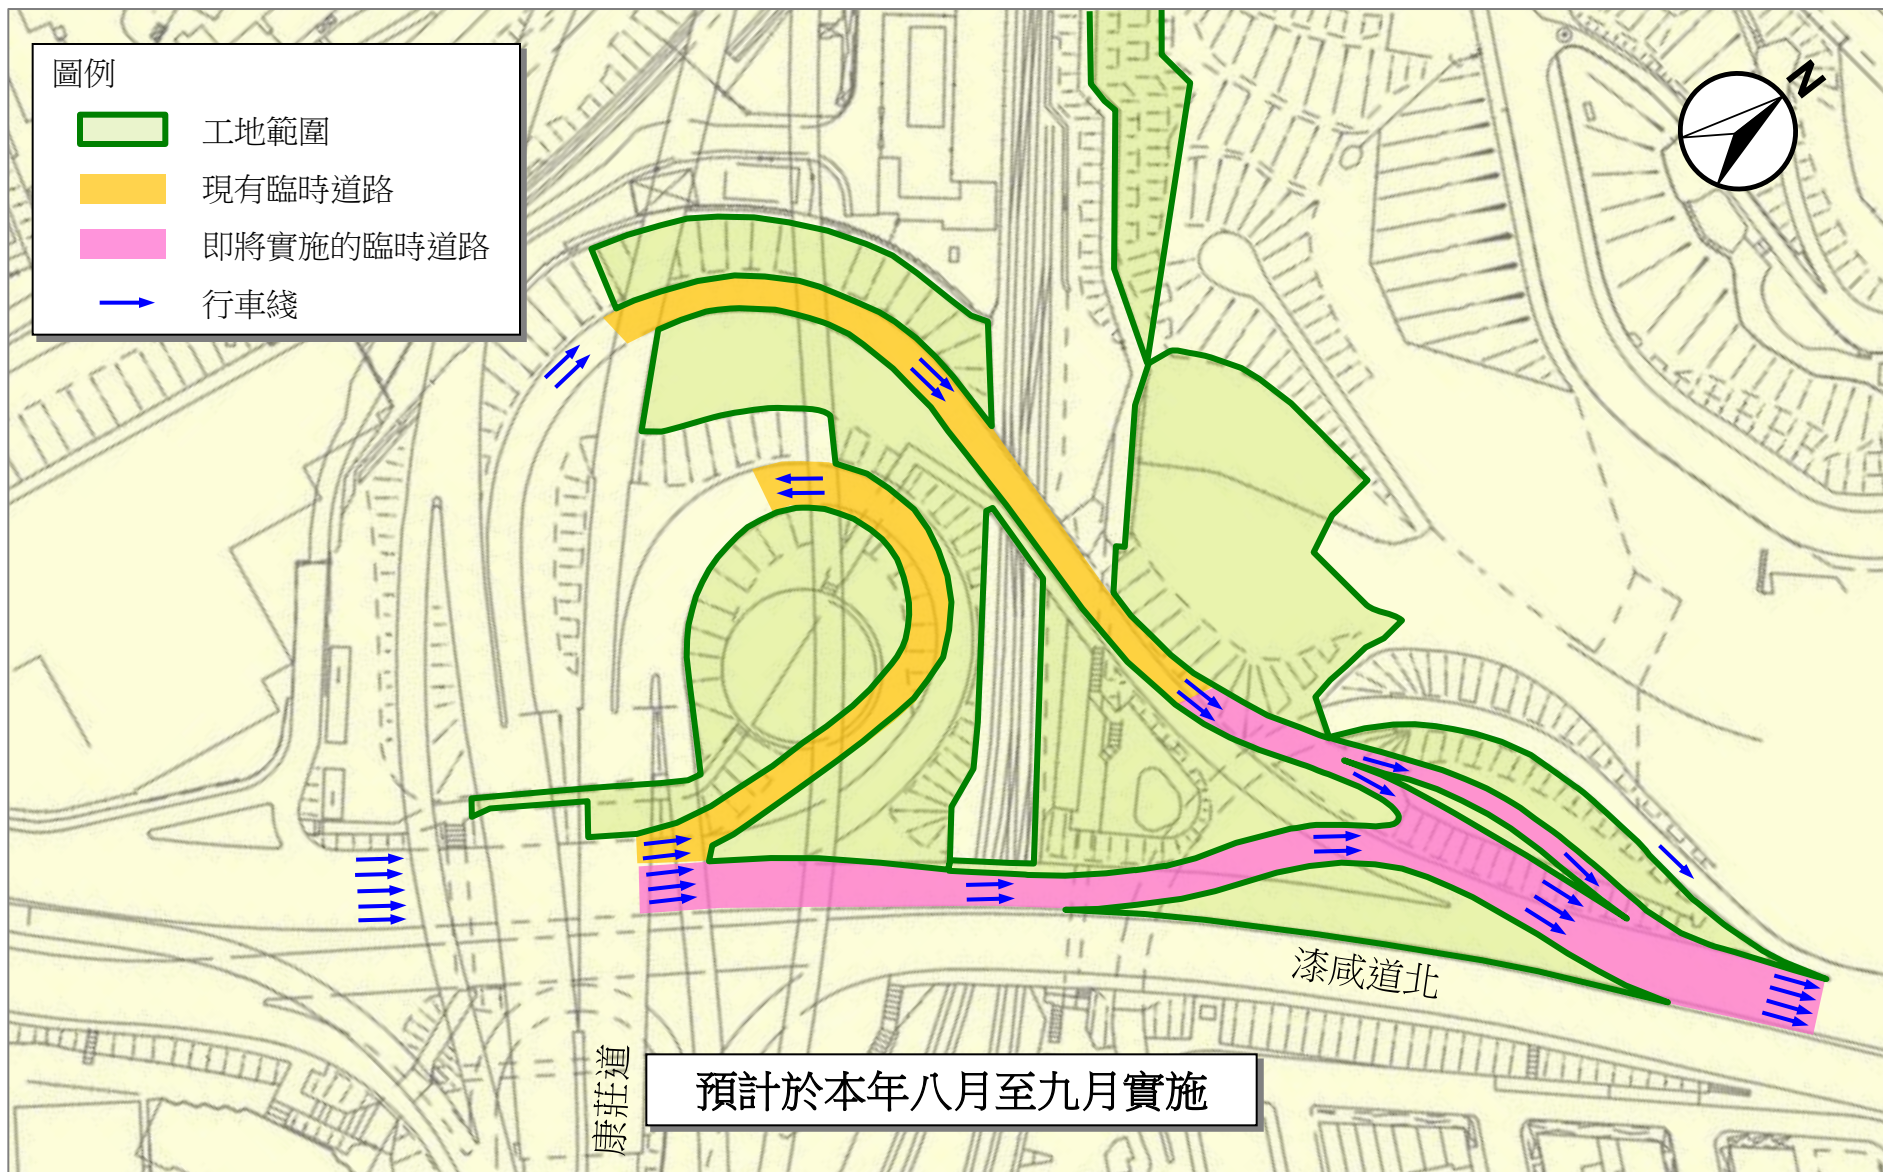 圖例
工地範圍
現有臨時道路
即將實施的臨時道路
行車綫
N
漆咸道北
康莊道
預計於本年八月至九月實施